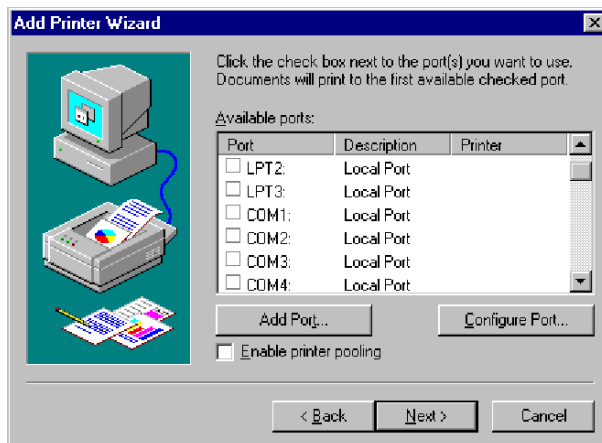 Add Printer Wizard
Click the check box next to the port(s) you want to use.
Documents will print to the first available checked port.
Available ports:
Port Description Printer
LPT2: Local Port
LPT3: Local Port
COM1: Local Port
COM2: Local Port
COM3: Local Port
COM4: Local Port
Add Port... Configure Port...
Enable printer pooling
< Back Next > Cancel